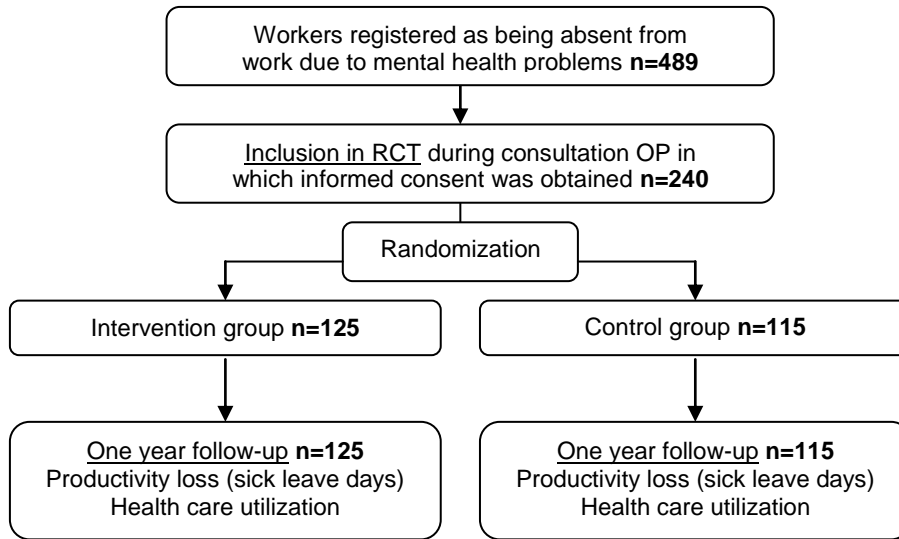 Workers registered as being absent from
work due to mental health problems n=489
Inclusion in RCT during consultation OP in
which informed consent was obtained n=240
Randomization
Intervention group n=125
Control group n=115
One year follow-up n=125
Productivity loss (sick leave days)
Health care utilization
One year follow-up n=115
Productivity loss (sick leave days)
Health care utilization